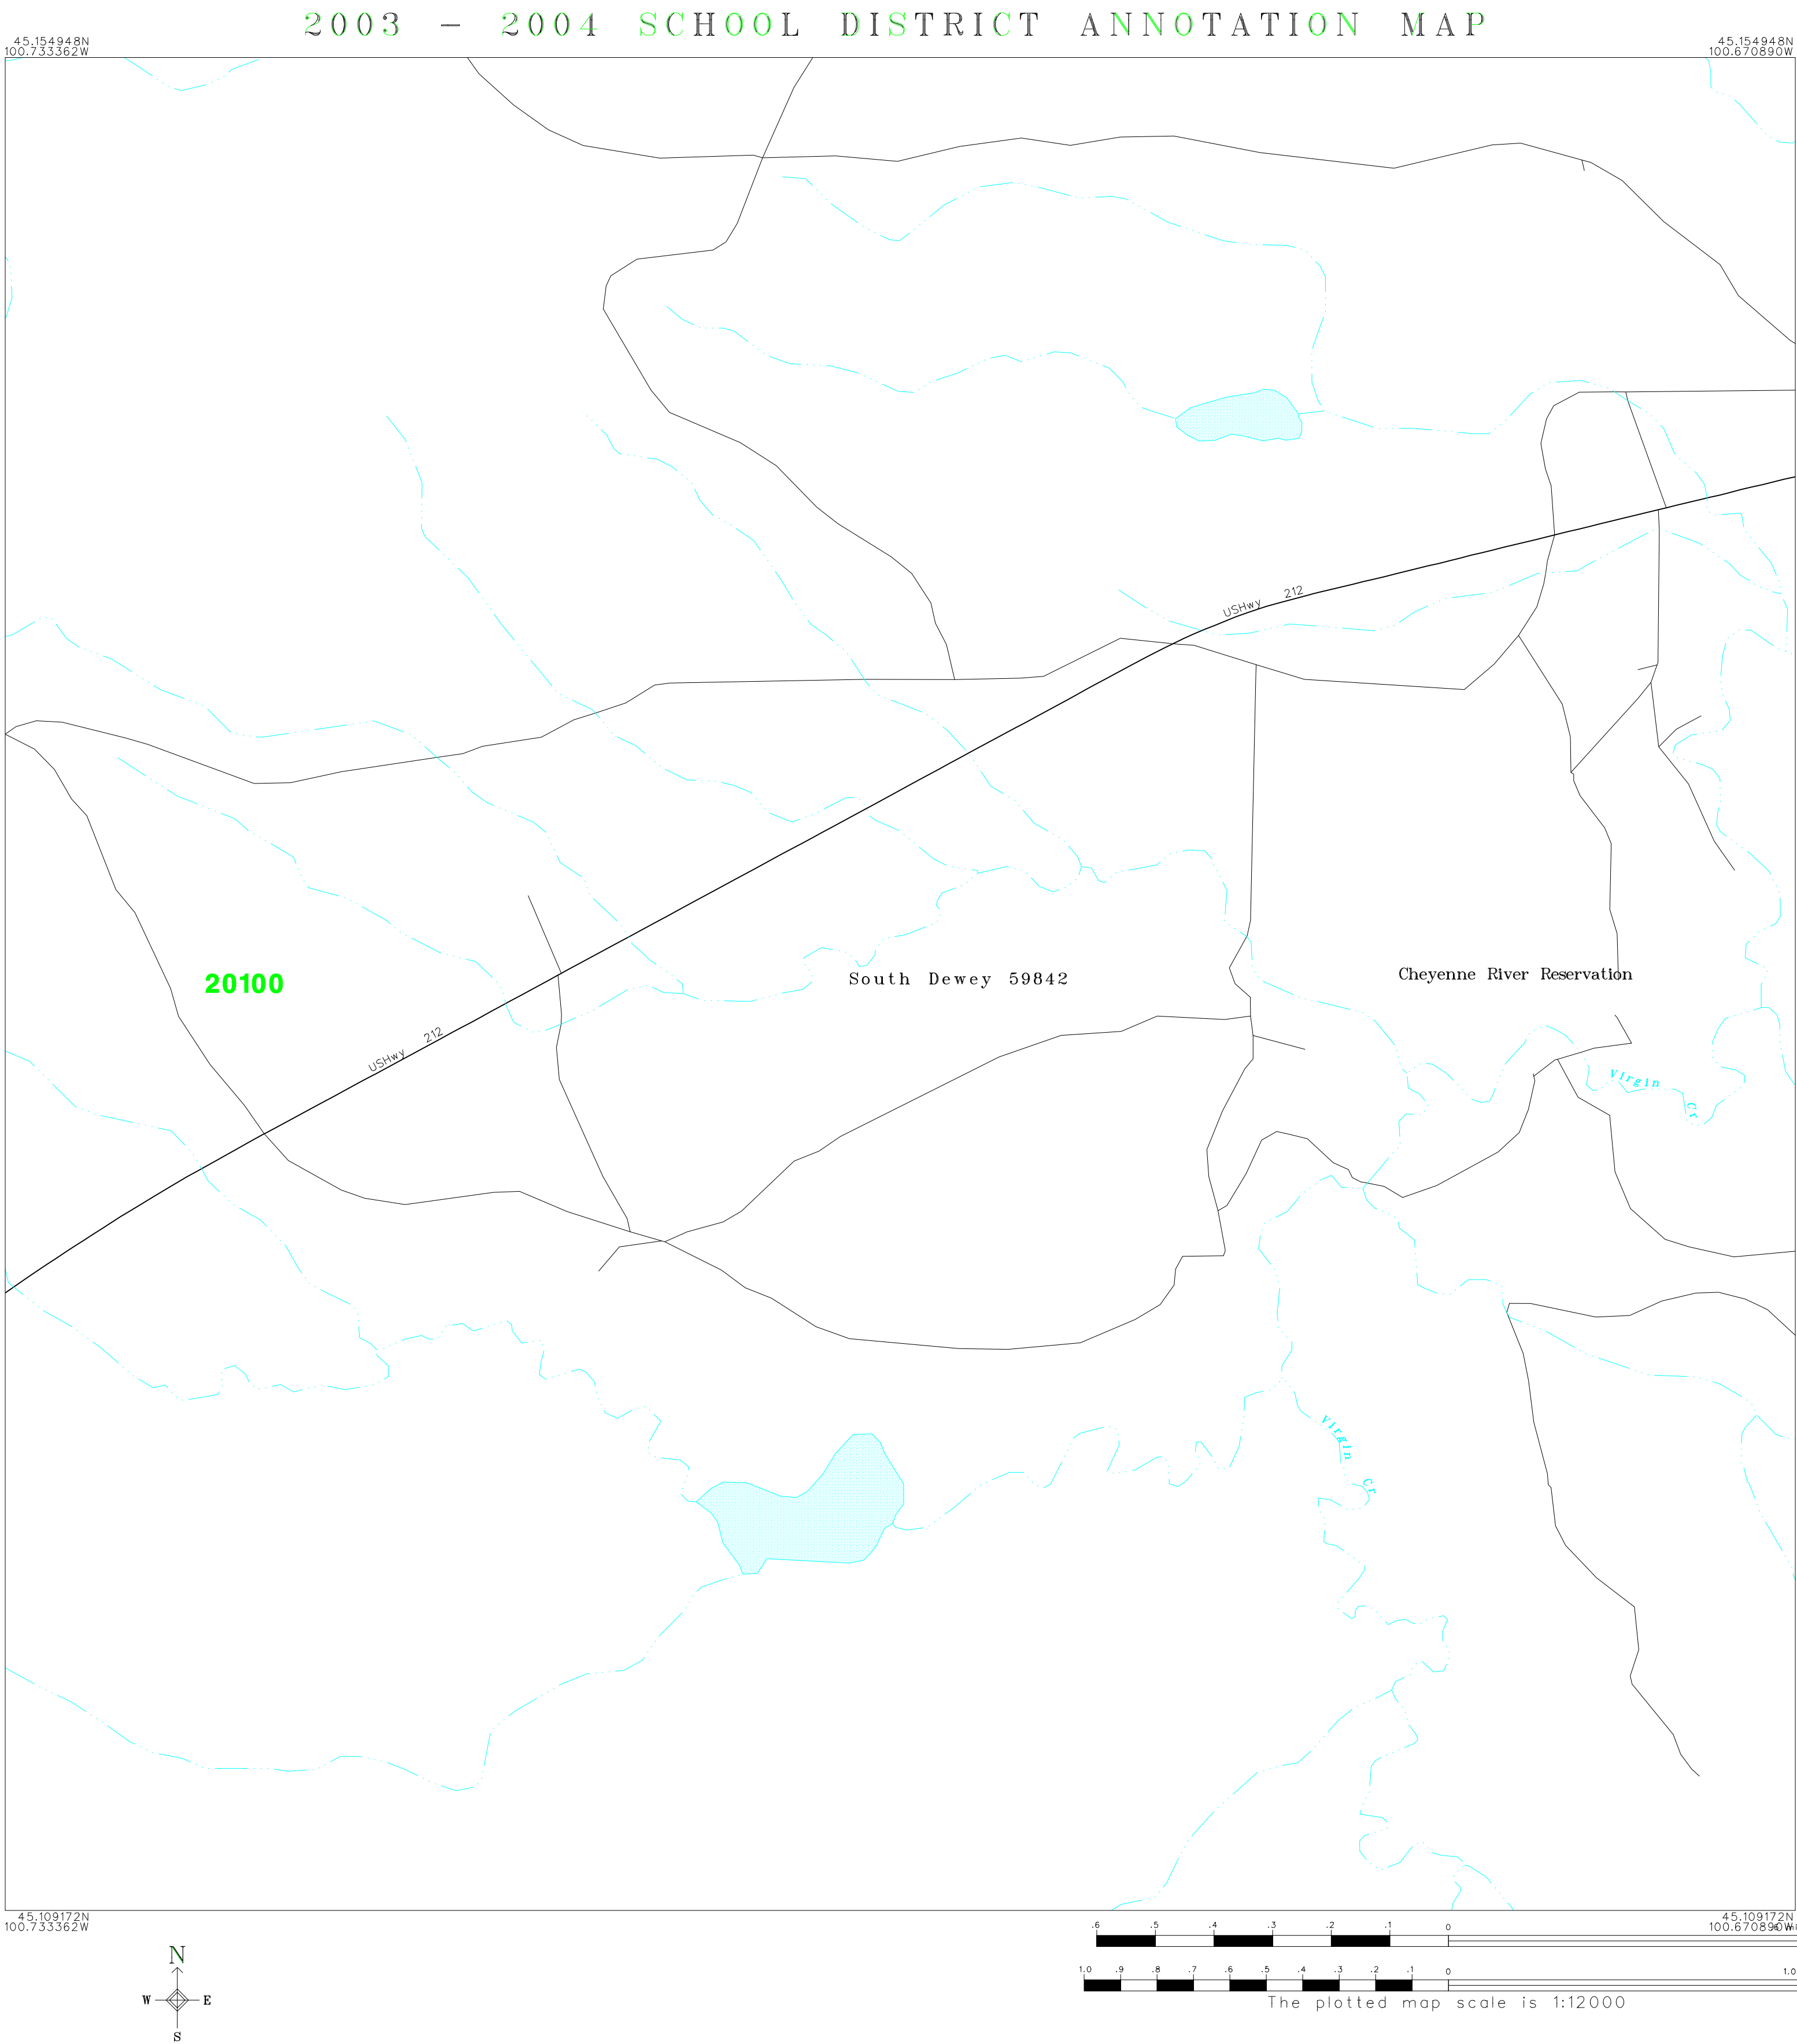 2003 - 2004 SCHOOL DISTRICT ANNOTATION MAP
45.154948N
100.733362W
45.154948N
100.670890W
USHwy 212
20100
South Dewey 59842
Cheyenne River Reservation
USHwy 212
Virgin Cr
Virgin Cr
45.109172N
100.733362W
45.109172N
100.670890W
.6 .5 .4 .3 .2 .1 0
1.0 .9 .8 .7 .6 .5 .4 .3 .2 .1 0 1.0
The plotted map scale is 1:12000
N
W E
S